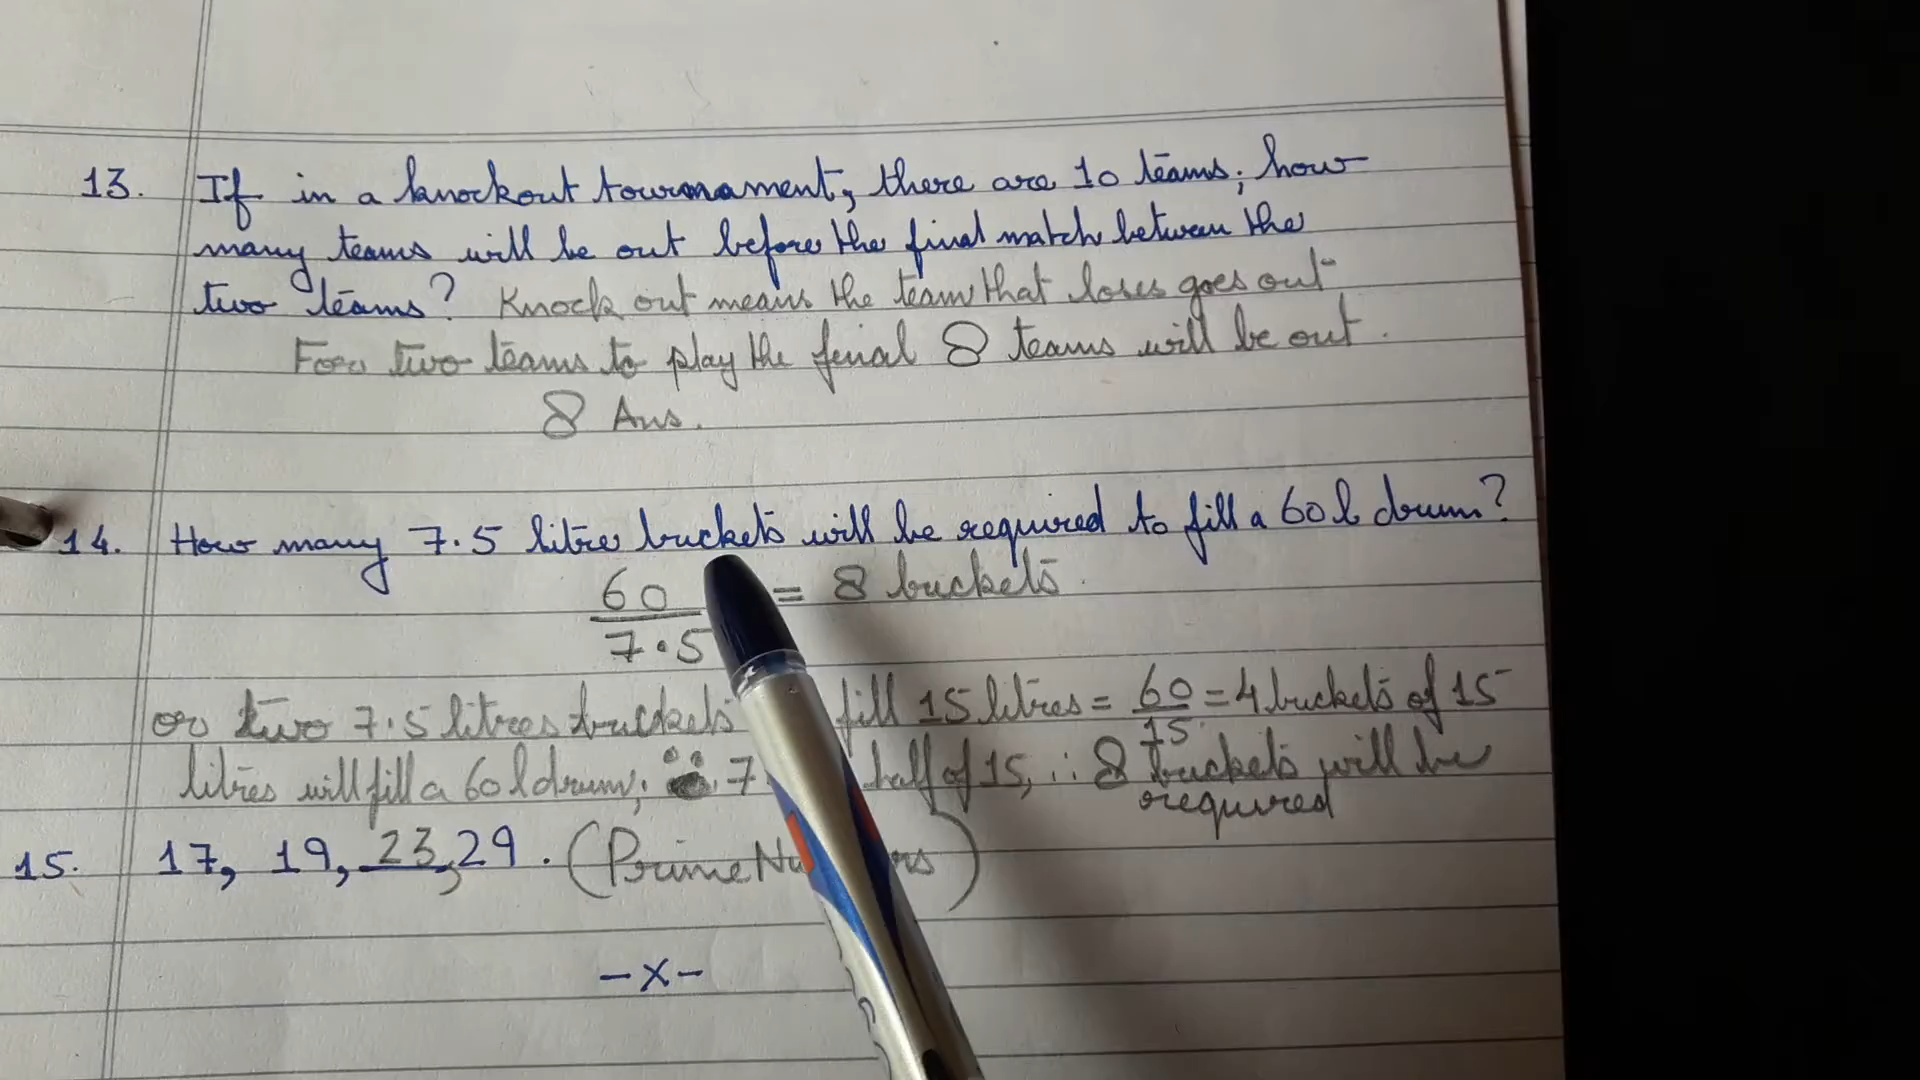 13. If in a knockout tournament, there are 10 teams; how
many teams will be out before the final match between the
two teams? Knock out means the team that loses goes out
For two teams to play the final 8 teams will be out.
8 Ans.
14. How many 7.5 litre buckets will be required to fill a 60 l drum?
60/7.5 = 8 buckets.
or two 7.5 litres buckets fill 15 litres = 60/15 = 4 buckets of 15
litres will fill a 60 l drum, 7 half of 15, ∴ 8 buckets will be
required
15. 17, 19, 23, 29. (Prime Nu rs)
-x-